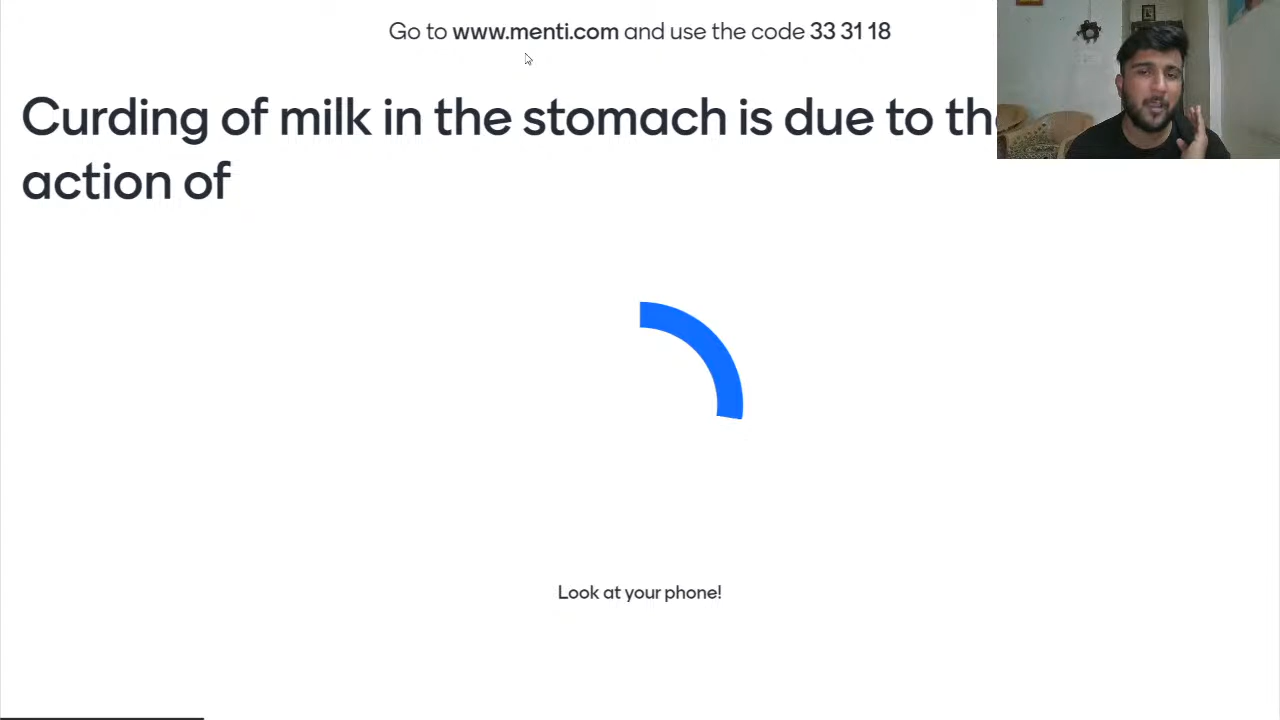 Go to www.menti.com and use the code 33 31 18
Curding of milk in the stomach is due to
action of
Look at your phone!